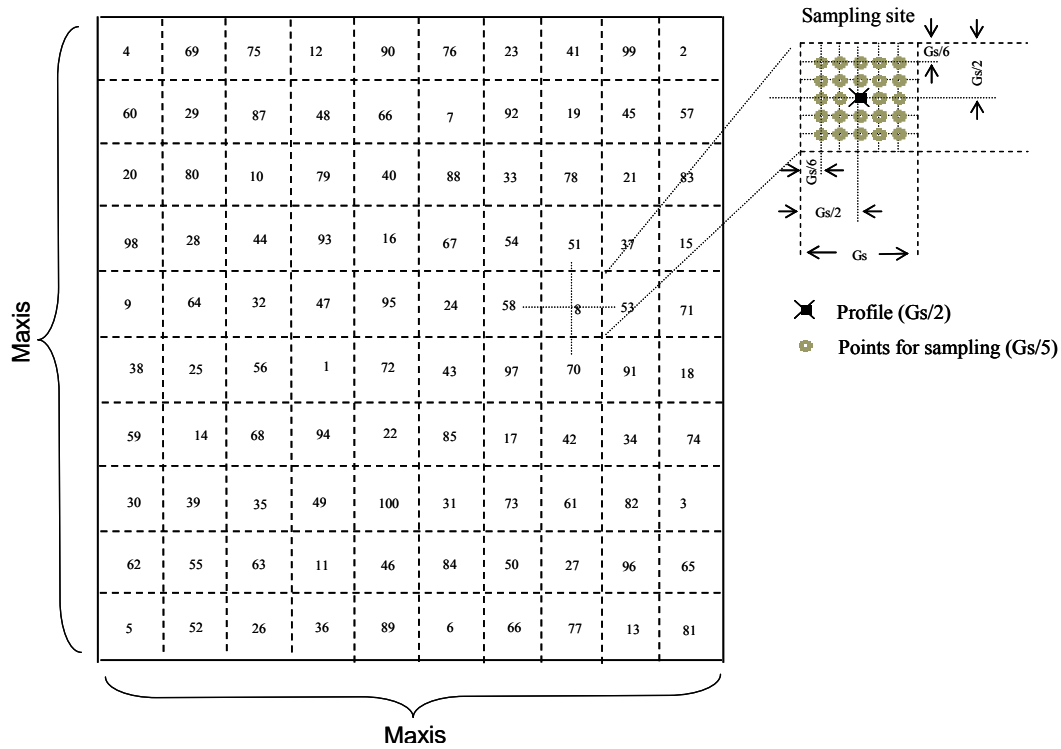 Sampling site
4 69 75 12 90 76 23 41 99 2
Gs/6
Gs/2
60 29 87 48 66 7 92 19 45 57
20 80 10 79 40 88 33 78 21 83
Gs/6
Gs/2
98 28 44 93 16 67 54 51 37 15
Gs
9 64 32 47 95 24 58 8 53 71
Profile (Gs/2)
Points for sampling (Gs/5)
Maxis
38 25 56 1 72 43 97 70 91 18
59 14 68 94 22 85 17 42 34 74
30 39 35 49 100 31 73 61 82 3
62 55 63 11 46 84 50 27 96 65
5 52 26 36 89 6 66 77 13 81
Maxis